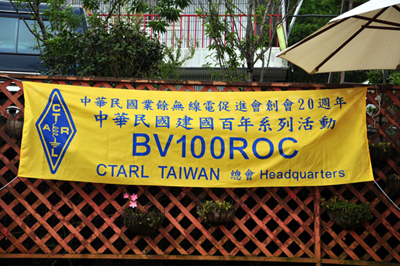 CTARL
中華民國業餘無線電促進會創會20週年
中華民國建國百年系列活動
BV100ROC
CTARL TAIWAN 總會 Headquarters